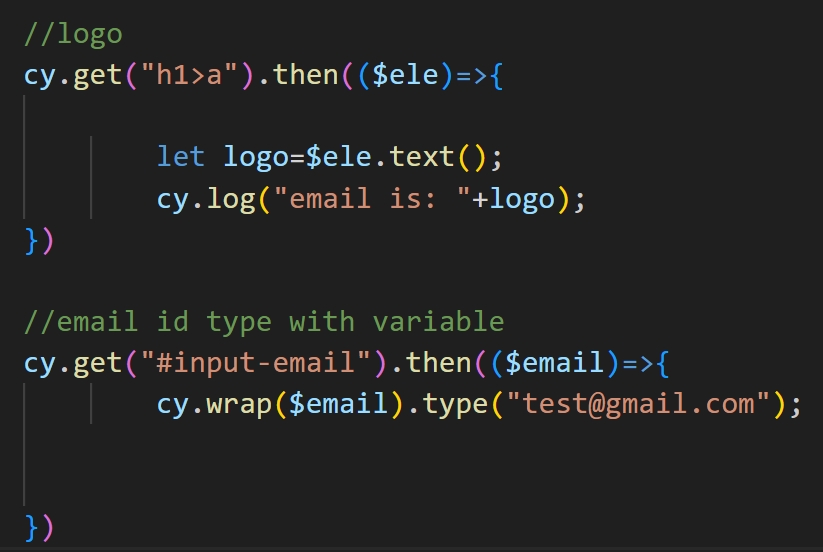 //logo
cy.get("h1>a").then(($ele)=>{
let logo=$ele.text();
cy.log("email is: "+logo);
})
//email id type with variable
cy.get("#input-email").then(($email)=>{
cy.wrap($email).type("test@gmail.com");
})